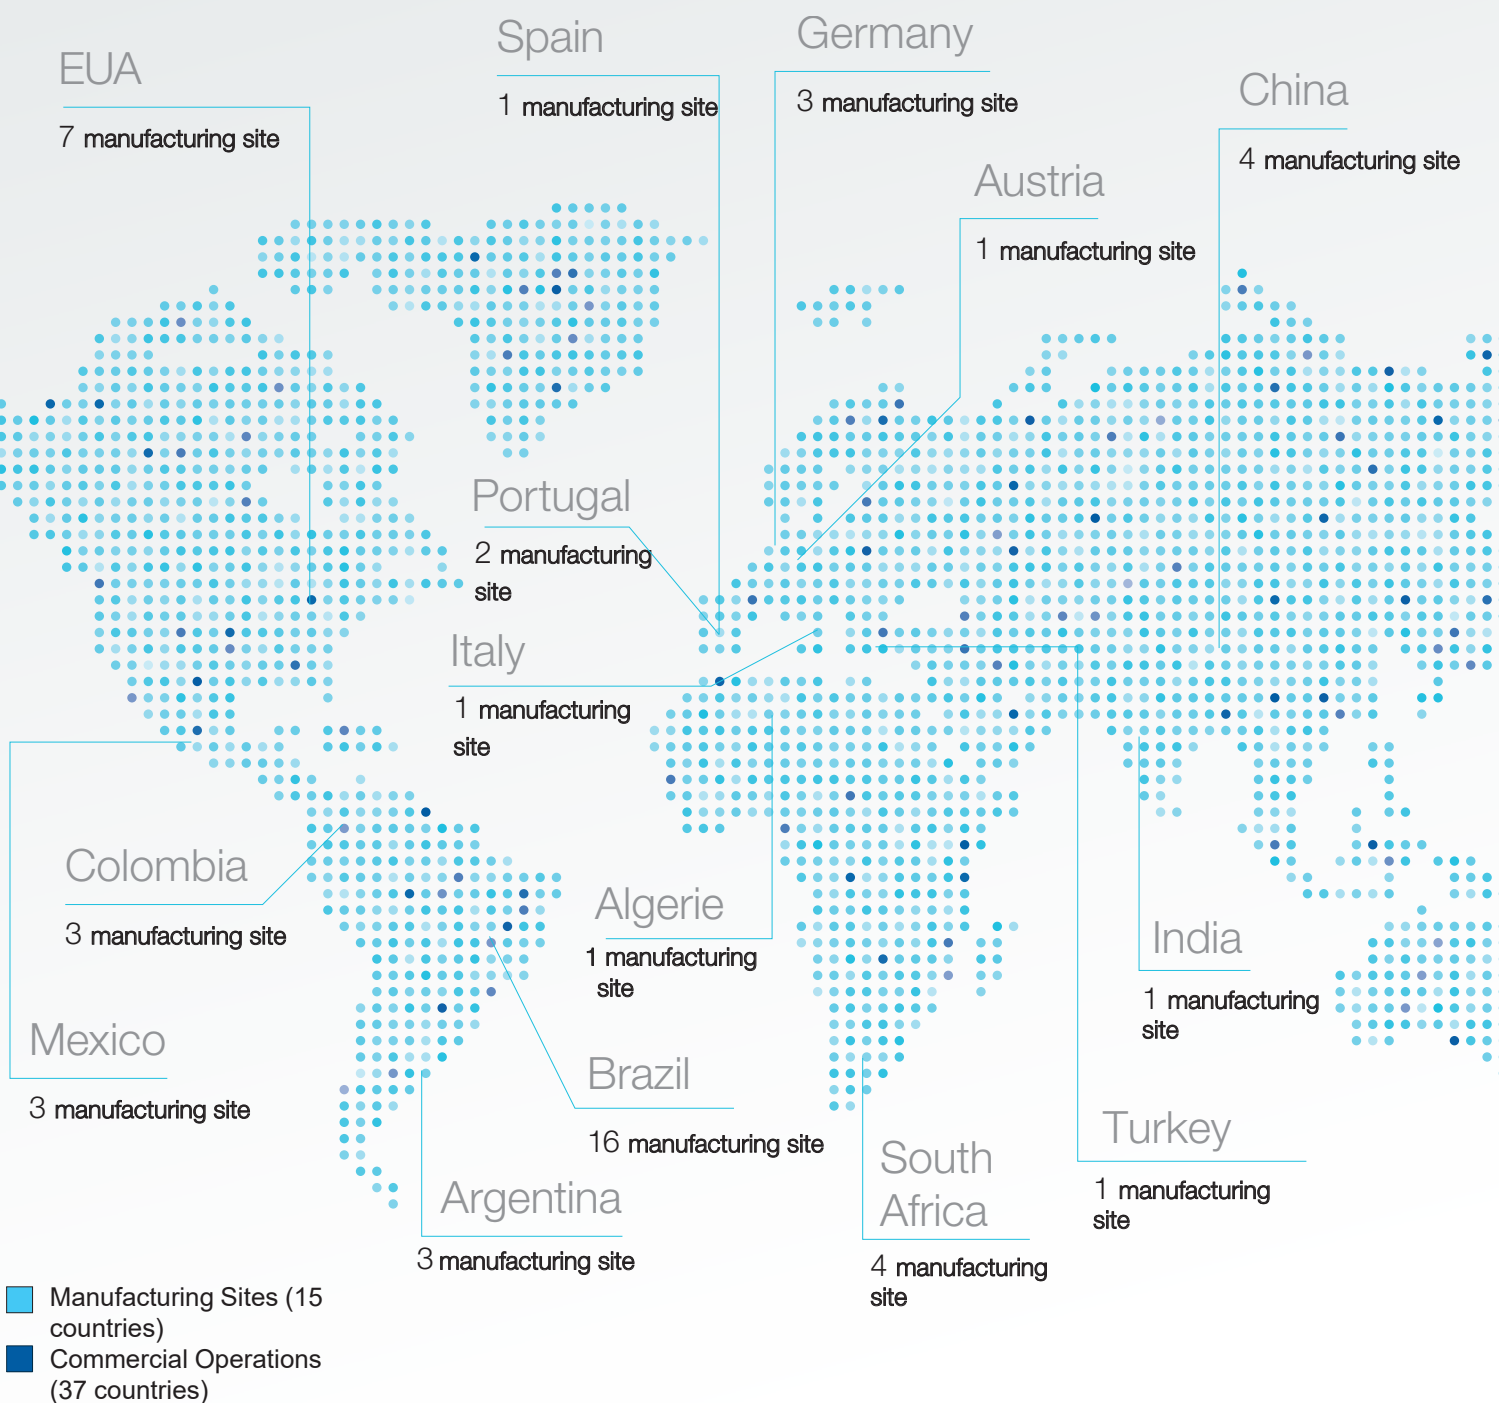 EUA
7 manufacturing site
Spain
1 manufacturing site
Germany
3 manufacturing site
China
4 manufacturing site
Austria
1 manufacturing site
Portugal
2 manufacturing
site
Italy
1 manufacturing
site
Colombia
3 manufacturing site
Algerie
1 manufacturing
site
India
1 manufacturing
site
Mexico
3 manufacturing site
Brazil
16 manufacturing site
Turkey
1 manufacturing
site
South
Africa
4 manufacturing
site
Argentina
3 manufacturing site
Manufacturing Sites (15
countries)
Commercial Operations
(37 countries)